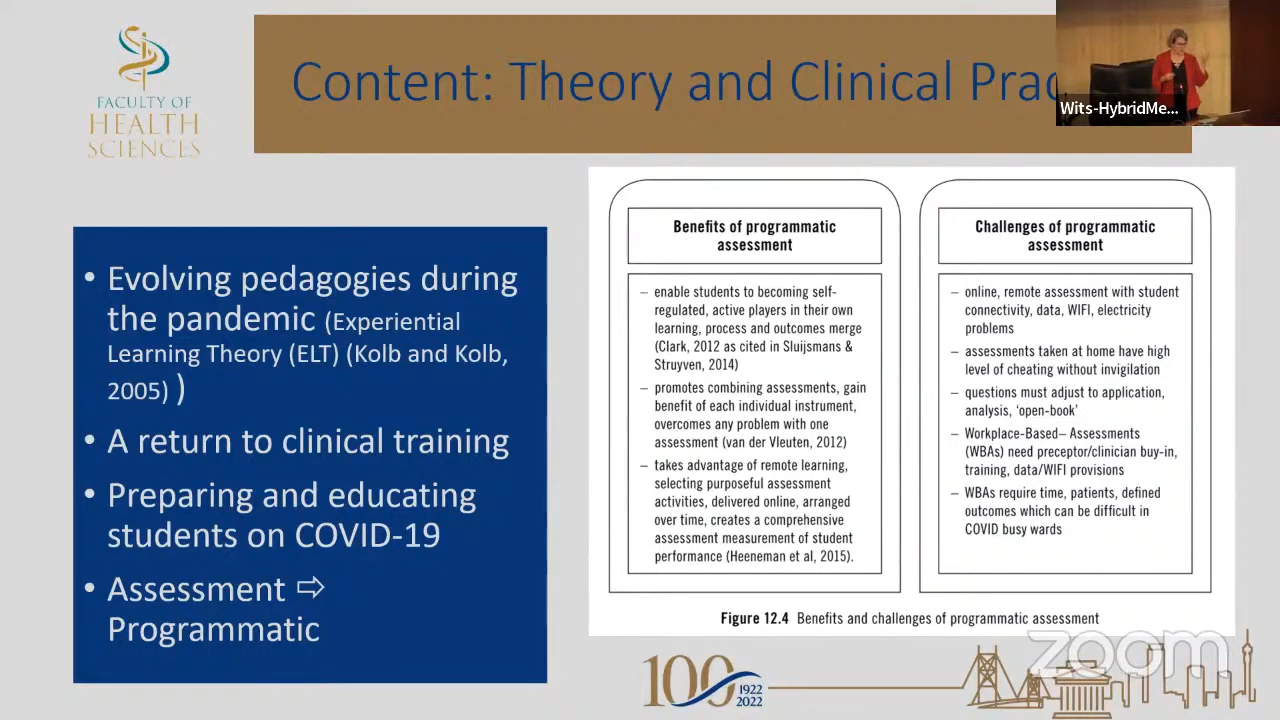 FACULTY OF
HEALTH
SCIENCES
Content: Theory and Clinical Prac
Wits-HybridMe...
• Evolving pedagogies during
the pandemic (Experiential
Learning Theory (ELT) (Kolb and Kolb,
2005) )
• A return to clinical training
• Preparing and educating
students on COVID-19
• Assessment ⇨
Programmatic
Benefits of programmatic
assessment
– enable students to becoming self-
regulated, active players in their own
learning, process and outcomes merge
(Clark, 2012 as cited in Sluijsmans &
Struyven, 2014)
– promotes combining assessments, gain
benefit of each individual instrument,
overcomes any problem with one
assessment (van der Vleuten, 2012)
– takes advantage of remote learning,
selecting purposeful assessment
activities, delivered online, arranged
over time, creates a comprehensive
assessment measurement of student
performance (Heeneman et al, 2015).
Challenges of programmatic
assessment
– online, remote assessment with student
connectivity, data, WIFI, electricity
problems
– assessments taken at home have high
level of cheating without invigilation
– questions must adjust to application,
analysis, ‘open-book’
– Workplace-Based– Assessments
(WBAs) need preceptor/clinician buy-in,
training, data/WIFI provisions
– WBAs require time, patients, defined
outcomes which can be difficult in
COVID busy wards
Figure 12.4 Benefits and challenges of programmatic assessment
100 1922
2022
zoom